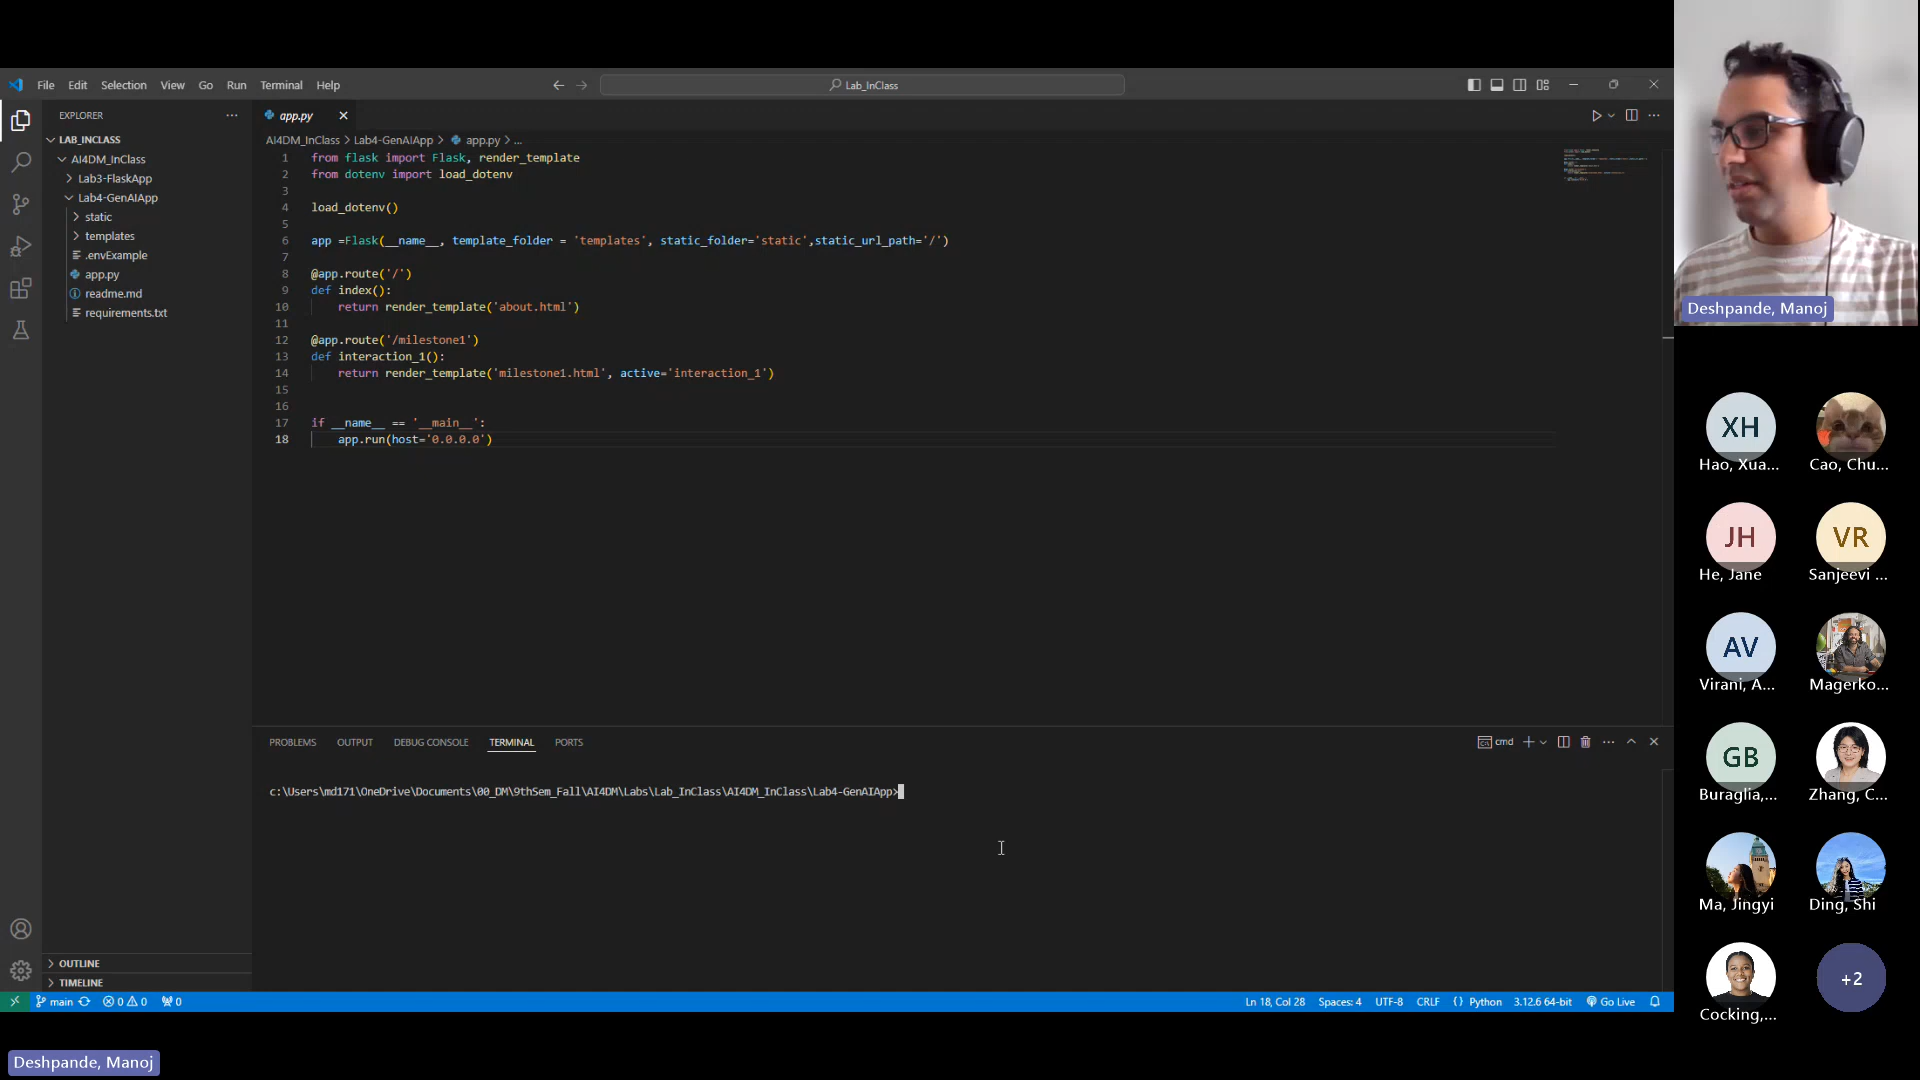 File Edit Selection View Go Run Terminal Help
Lab_InClass
EXPLORER
LAB_INCLASS
AI4DM_InClass
Lab3-FlaskApp
Lab4-GenAIApp
static
templates
.envExample
app.py
readme.md
requirements.txt
OUTLINE
TIMELINE
app.py
AI4DM_InClass > Lab4-GenAIApp > app.py > ...
1 from flask import Flask, render_template
2 from dotenv import load_dotenv
3
4 load_dotenv()
5
6 app =Flask(__name__, template_folder = 'templates', static_folder='static',static_url_path='/')
7
8 @app.route('/')
9 def index():
10 return render_template('about.html')
11
12 @app.route('/milestone1')
13 def interaction_1():
14 return render_template('milestone1.html', active='interaction_1')
15
16
17 if __name__ == '__main__':
18 app.run(host='0.0.0.0')
PROBLEMS OUTPUT DEBUG CONSOLE TERMINAL PORTS
cmd
c:\Users\md171\OneDrive\Documents\00_DM\9thSem_Fall\AI4DM\Labs\Lab_InClass\AI4DM_InClass\Lab4-GenAIApp>
main 0 0 0
Ln 18, Col 28 Spaces: 4 UTF-8 CRLF {} Python 3.12.6 64-bit Go Live
Deshpande, Manoj
Deshpande, Manoj
XH
Hao, Xua...
Cao, Chu...
JH
He, Jane
VR
Sanjeevi ...
AV
Virani, A...
Magerko...
GB
Buraglia,...
Zhang, C...
Ma, Jingyi
Ding, Shi
Cocking,...
+2